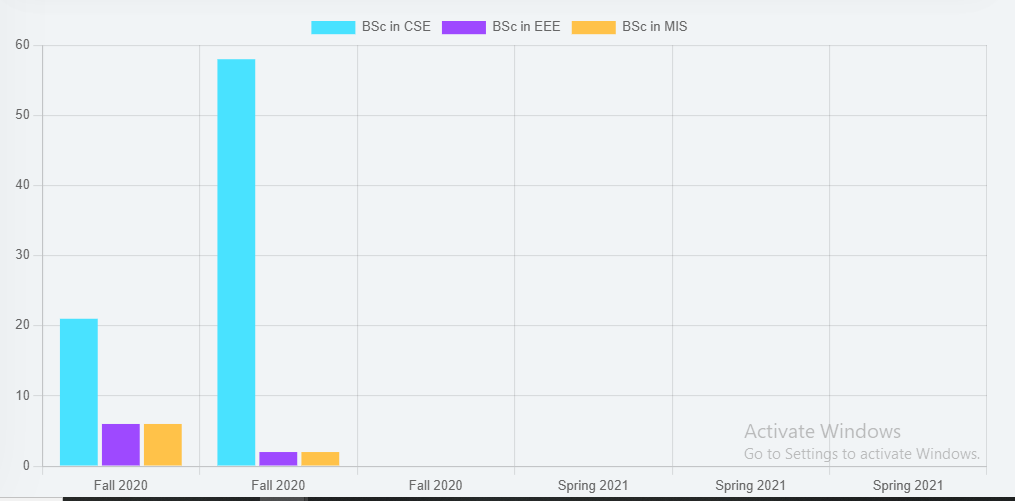 BSc in CSE BSc in EEE BSc in MIS
60
50
40
30
20
10
0
Fall 2020 Fall 2020 Fall 2020 Spring 2021 Spring 2021 Spring 2021
Activate Windows
Go to Settings to activate Windows.